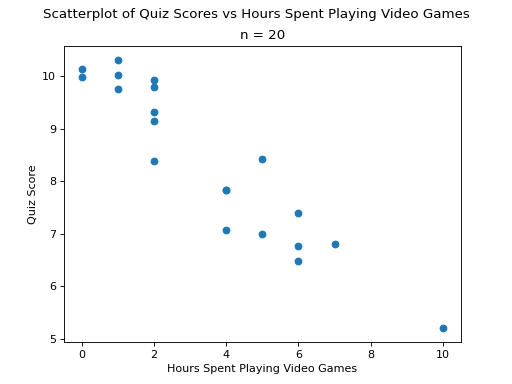 Scatterplot of Quiz Scores vs Hours Spent Playing Video Games
n = 20
10
9
8
7
6
5
Quiz Score
0 2 4 6 8 10
Hours Spent Playing Video Games